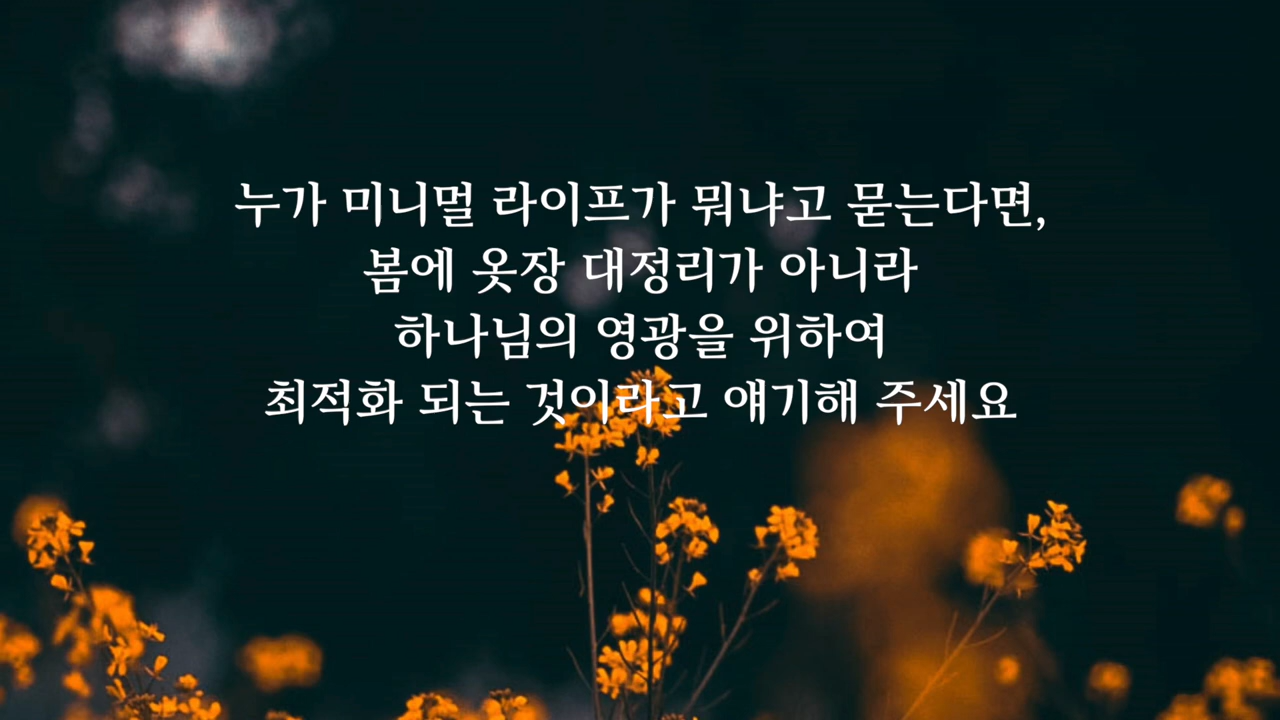 누가 미니멀 라이프가 뭐냐고 묻는다면,
봄에 옷장 대정리가 아니라
하나님의 영광을 위하여
최적화 되는 것이라고 얘기해 주세요